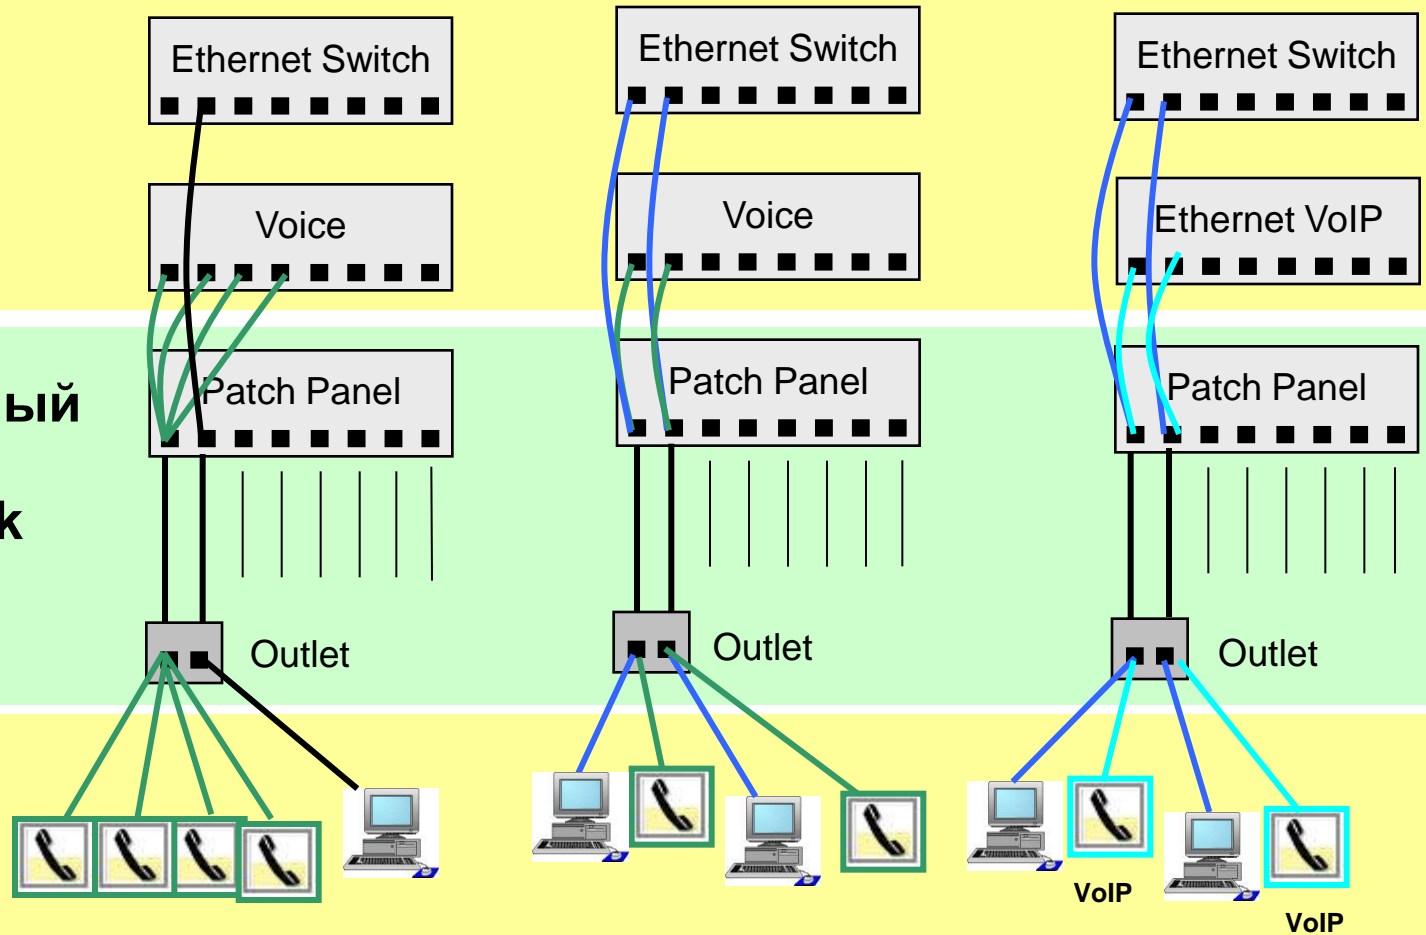 Ethernet Switch
Ethernet Switch
Ethernet Switch
Voice
Voice
Ethernet VoIP
Patch Panel
Patch Panel
Patch Panel
ый
k
Outlet
Outlet
Outlet
VoIP
VoIP